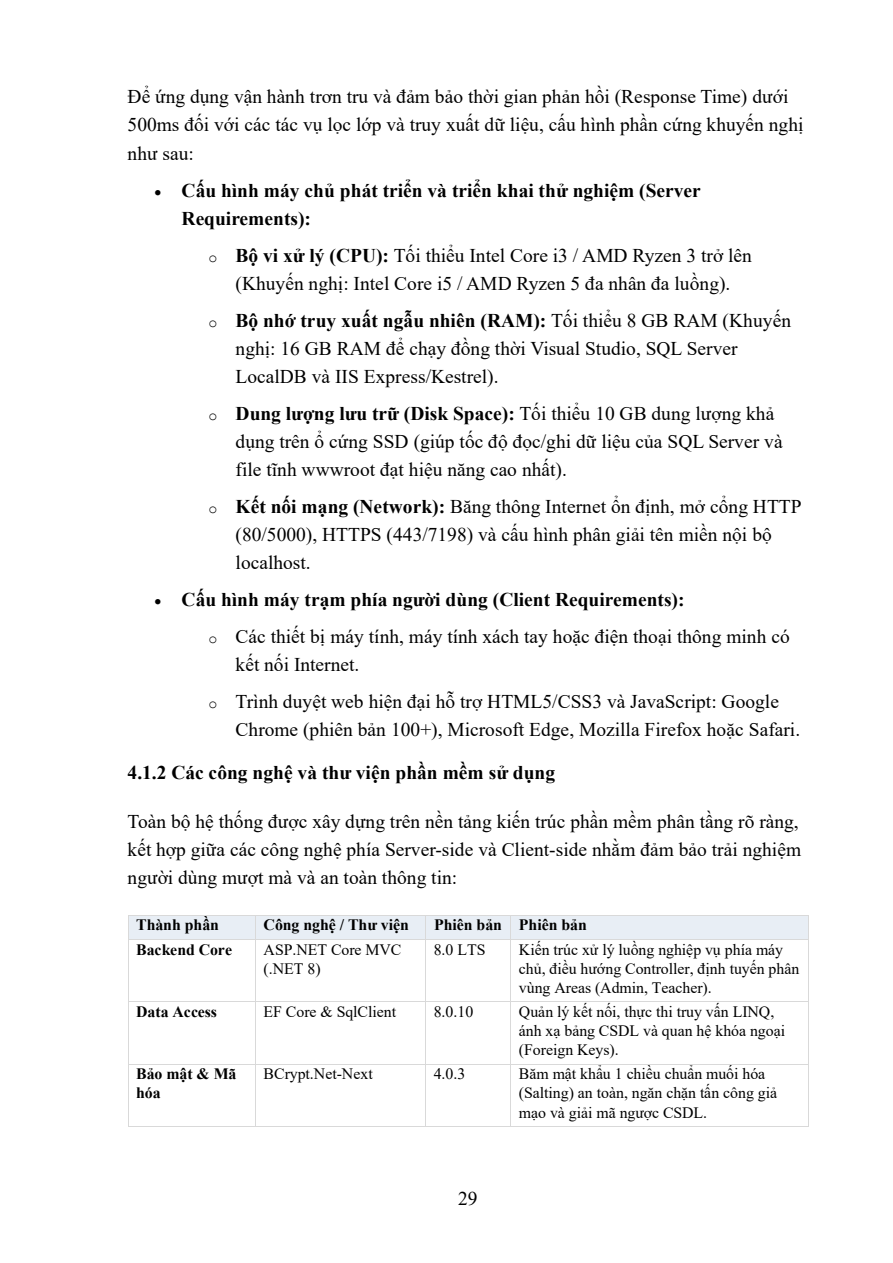 Để ứng dụng vận hành trơn tru và đảm bảo thời gian phản hồi (Response Time) dưới
500ms đối với các tác vụ lọc lớp và truy xuất dữ liệu, cấu hình phần cứng khuyến nghị
như sau:
• Cấu hình máy chủ phát triển và triển khai thử nghiệm (Server
Requirements):
o Bộ vi xử lý (CPU): Tối thiểu Intel Core i3 / AMD Ryzen 3 trở lên
(Khuyến nghị: Intel Core i5 / AMD Ryzen 5 đa nhân đa luồng).
o Bộ nhớ truy xuất ngẫu nhiên (RAM): Tối thiểu 8 GB RAM (Khuyến
nghị: 16 GB RAM để chạy đồng thời Visual Studio, SQL Server
LocalDB và IIS Express/Kestrel).
o Dung lượng lưu trữ (Disk Space): Tối thiểu 10 GB dung lượng khả
dụng trên ổ cứng SSD (giúp tốc độ đọc/ghi dữ liệu của SQL Server và
file tĩnh wwwroot đạt hiệu năng cao nhất).
o Kết nối mạng (Network): Băng thông Internet ổn định, mở cổng HTTP
(80/5000), HTTPS (443/7198) và cấu hình phân giải tên miền nội bộ
localhost.
• Cấu hình máy trạm phía người dùng (Client Requirements):
o Các thiết bị máy tính, máy tính xách tay hoặc điện thoại thông minh có
kết nối Internet.
o Trình duyệt web hiện đại hỗ trợ HTML5/CSS3 và JavaScript: Google
Chrome (phiên bản 100+), Microsoft Edge, Mozilla Firefox hoặc Safari.
4.1.2 Các công nghệ và thư viện phần mềm sử dụng
Toàn bộ hệ thống được xây dựng trên nền tảng kiến trúc phần mềm phân tầng rõ ràng,
kết hợp giữa các công nghệ phía Server-side và Client-side nhằm đảm bảo trải nghiệm
người dùng mượt mà và an toàn thông tin:
Thành phần Công nghệ / Thư viện Phiên bản Phiên bản
Backend Core ASP.NET Core MVC 8.0 LTS Kiến trúc xử lý luồng nghiệp vụ phía máy
(.NET 8) chủ, điều hướng Controller, định tuyến phân
vùng Areas (Admin, Teacher).
Data Access EF Core & SqlClient 8.0.10 Quản lý kết nối, thực thi truy vấn LINQ,
ánh xạ bảng CSDL và quan hệ khóa ngoại
(Foreign Keys).
Bảo mật & Mã BCrypt.Net-Next 4.0.3 Băm mật khẩu 1 chiều chuẩn muối hóa
hóa (Salting) an toàn, ngăn chặn tấn công giả
mạo và giải mã ngược CSDL.
29